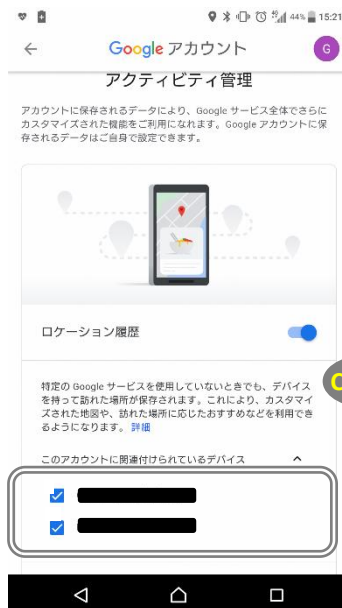 44% 15:21
Google アカウント
G
アクティビティ管理
アカウントに保存されるデータにより、Google サービス全体でさらに
カスタマイズされた機能をご利用になれます。Google アカウントに保
存されるデータはご自身で設定できます。
ロケーション履歴
特定の Google サービスを使用していないときでも、デバイス
を持って訪れた場所が保存されます。これにより、カスタマイ
ズされた地図や、訪れた場所に応じたおすすめなどを利用でき
るようになります。 詳細
このアカウントに関連付けられているデバイス